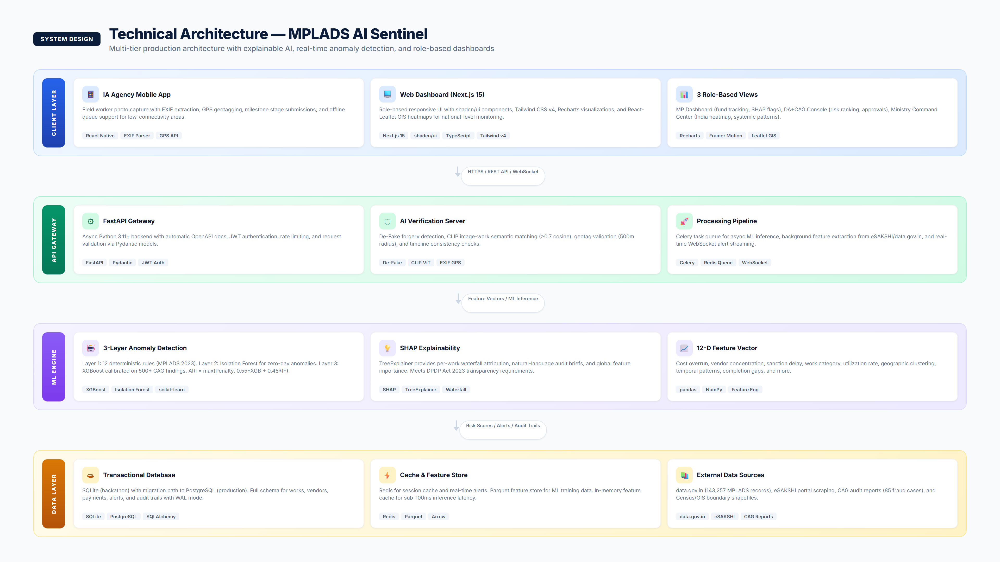 SYSTEM DESIGN
Technical Architecture — MPLADS AI Sentinel
Multi-tier production architecture with explainable AI, real-time anomaly detection, and role-based dashboards
CLIENT LAYER
IA Agency Mobile App
Field worker photo capture with EXIF extraction, GPS geotagging, milestone stage submissions, and offline
queue support for low-connectivity areas.
React Native EXIF Parser GPS API
Web Dashboard (Next.js 15)
Role-based responsive UI with shadcn/ui components, Tailwind CSS v4, Recharts visualizations, and React-
Leaflet GIS heatmaps for national-level monitoring.
Next.js 15 shadcn/ui TypeScript Tailwind v4
3 Role-Based Views
MP Dashboard (fund tracking, SHAP flags), DA+CAG Console (risk ranking, approvals), Ministry Command
Center (India heatmap, systemic patterns).
Recharts Framer Motion Leaflet GIS
HTTPS / REST API / WebSocket
API GATEWAY
FastAPI Gateway
Async Python 3.11+ backend with automatic OpenAPI docs, JWT authentication, rate limiting, and request
validation via Pydantic models.
FastAPI Pydantic JWT Auth
AI Verification Server
De-Fake forgery detection, CLIP image-work semantic matching (>0.7 cosine), geotag validation (500m
radius), and timeline consistency checks.
De-Fake CLIP ViT EXIF GPS
Processing Pipeline
Celery task queue for async ML inference, background feature extraction from eSAKSHI/data.gov.in, and real-
time WebSocket alert streaming.
Celery Redis Queue WebSocket
Feature Vectors / ML Inference
ML ENGINE
3-Layer Anomaly Detection
Layer 1: 12 deterministic rules (MPLADS 2023). Layer 2: Isolation Forest for zero-day anomalies. Layer 3:
XGBoost calibrated on 500+ CAG findings. ARI = max(Penalty, 0.55*XGB + 0.45*IF).
XGBoost Isolation Forest scikit-learn
SHAP Explainability
TreeExplainer provides per-work waterfall attribution, natural-language audit briefs, and global feature
importance. Meets DPDP Act 2023 transparency requirements.
SHAP TreeExplainer Waterfall
12-D Feature Vector
Cost overrun, vendor concentration, sanction delay, work category, utilization rate, geographic clustering,
temporal patterns, completion gaps, and more.
pandas NumPy Feature Eng
Risk Scores / Alerts / Audit Trails
DATA LAYER
Transactional Database
SQLite (hackathon) with migration path to PostgreSQL (production). Full schema for works, vendors,
payments, alerts, and audit trails with WAL mode.
SQLite PostgreSQL SQLAlchemy
Cache & Feature Store
Redis for session cache and real-time alerts. Parquet feature store for ML training data. In-memory feature
cache for sub-100ms inference latency.
Redis Parquet Arrow
External Data Sources
data.gov.in (143,257 MPLADS records), eSAKSHI portal scraping, CAG audit reports (85 fraud cases), and
Census/GIS boundary shapefiles.
data.gov.in eSAKSHI CAG Reports